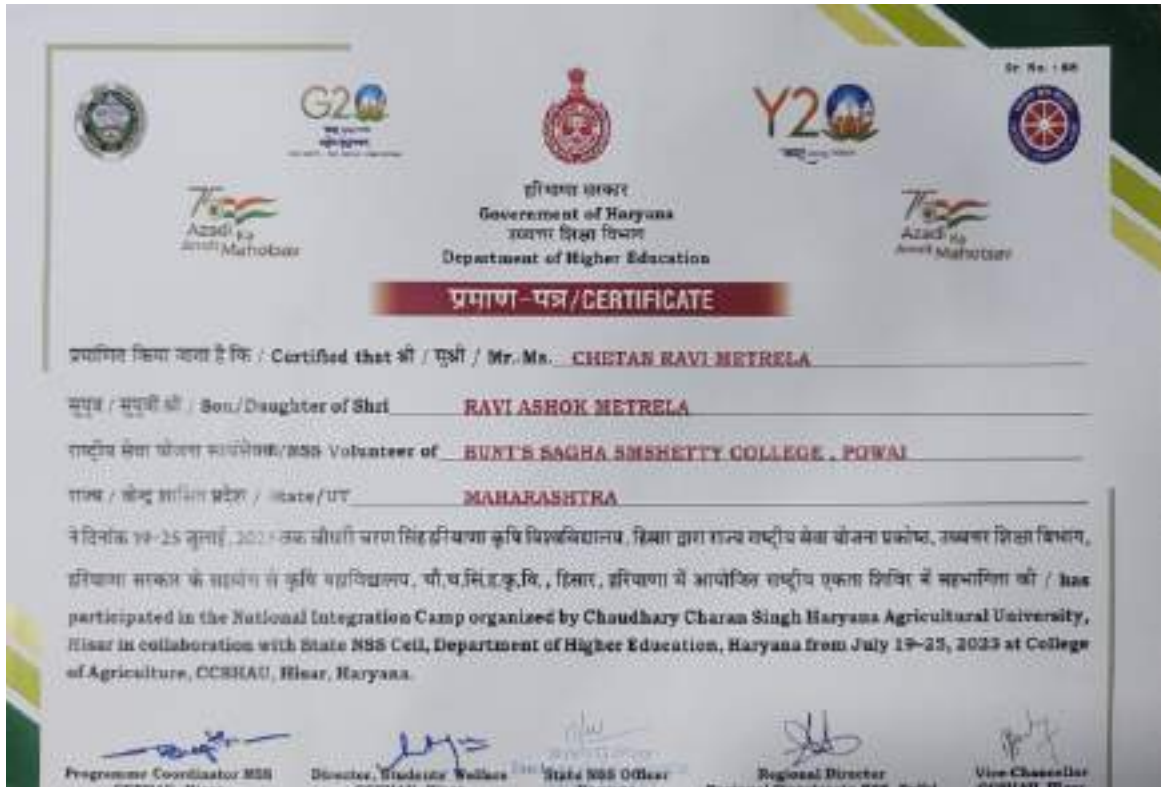 Sr. No. :
G20
Y20
75
Azadi Ka
Amrit Mahotsav
75
Azadi Ka
Amrit Mahotsav
हरियाणा सरकार
Government of Haryana
उच्चतर शिक्षा विभाग
Department of Higher Education
प्रमाण-पत्र/CERTIFICATE
प्रमाणित किया जाता है कि / Certified that श्री / सुश्री / Mr./Ms. CHETAN RAVI METRELA
सुपुत्र / सुपुत्री श्री / Son/Daughter of Shri RAVI ASHOK METRELA
राष्ट्रीय सेवा योजना स्वयंसेवक/NSS Volunteer of BUNT'S SAGHA SMSHETTY COLLEGE , POWAI
राज्य / केन्द्र शासित प्रदेश / State/UT MAHARASHTRA
ने दिनांक 19-25 जुलाई, 2023 तक चौधरी चरण सिंह हरियाणा कृषि विश्वविद्यालय, हिसार द्वारा राज्य राष्ट्रीय सेवा योजना प्रकोष्ठ, उच्चतर शिक्षा विभाग,
हरियाणा सरकार के सहयोग से कृषि महाविद्यालय, चौ.च.सिं.ह.कृ.वि., हिसार, हरियाणा में आयोजित राष्ट्रीय एकता शिविर में सहभागिता की / has
participated in the National Integration Camp organized by Chaudhary Charan Singh Haryana Agricultural University,
Hisar in collaboration with State NSS Cell, Department of Higher Education, Haryana from July 19-25, 2023 at College
of Agriculture, CCSHAU, Hisar, Haryana.
Programme Coordinator NSS Director, Students' Welfare State NSS Officer Regional Director Vice-Chancellor